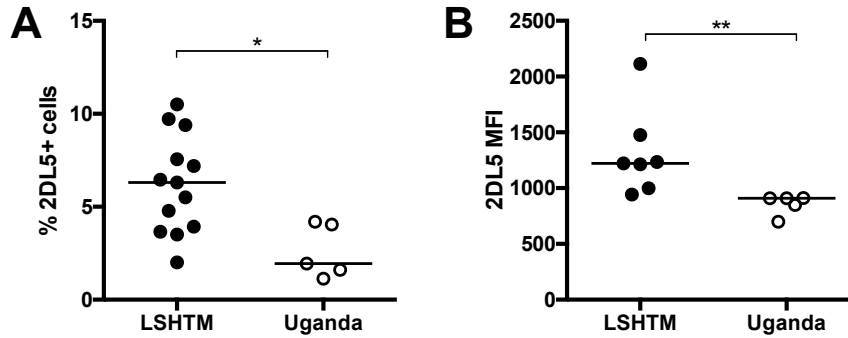 A
% 2DL5+ cells
15
10
5
0
*
LSHTM
Uganda
B
2DL5 MFI
2500
2000
1500
1000
500
0
**
LSHTM
Uganda